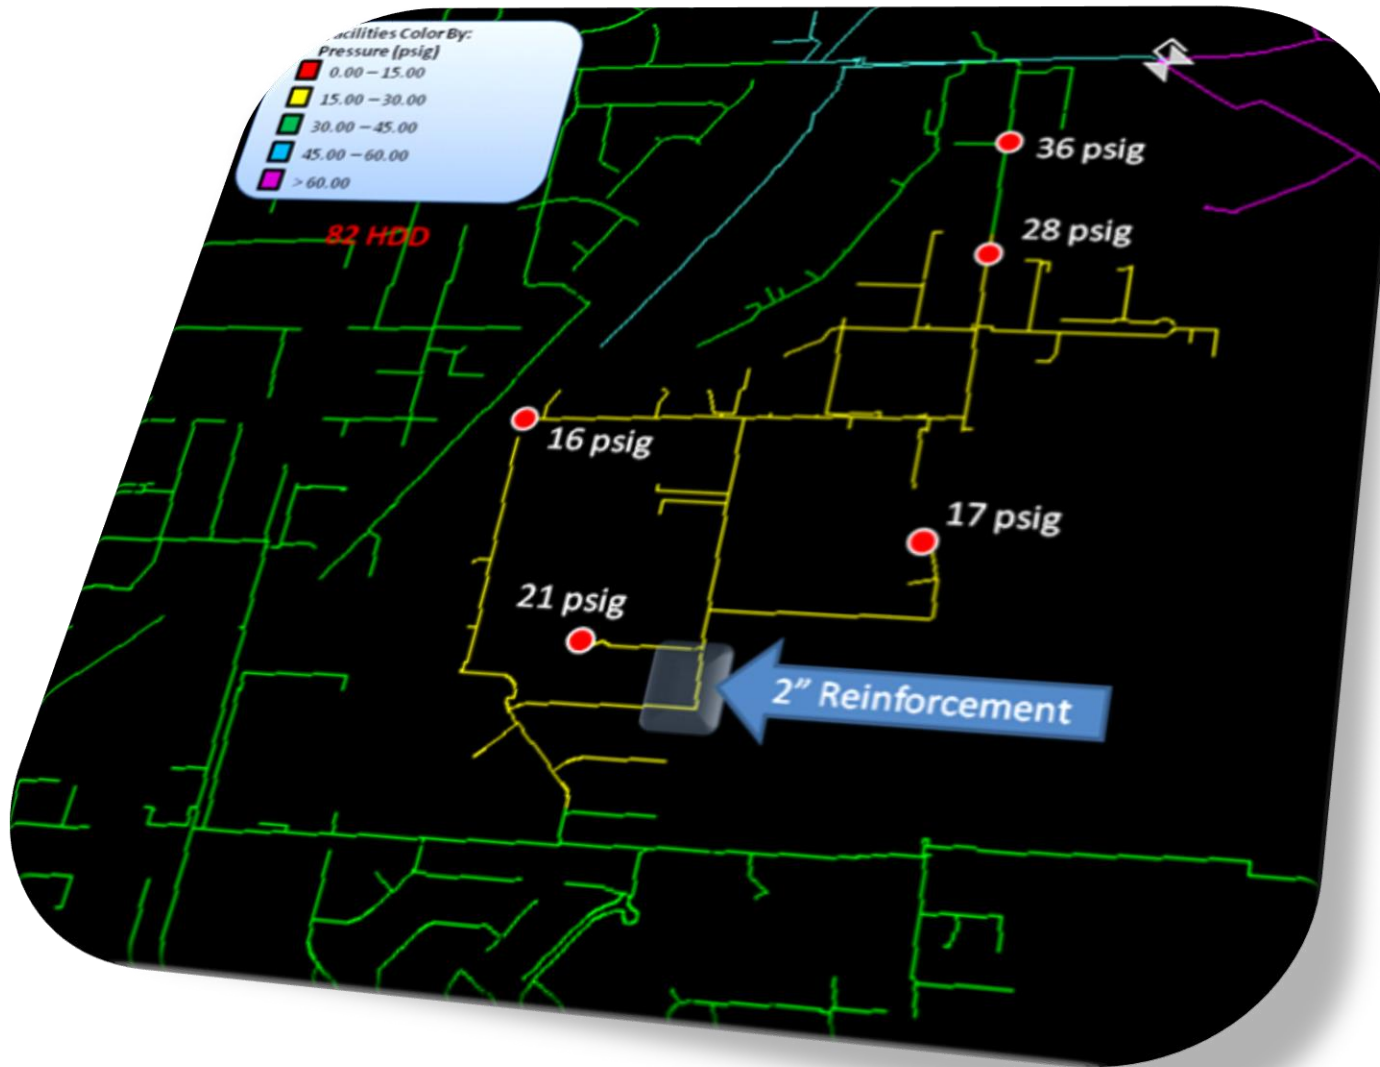 Facilities Color By:
Pressure (psig)
0.00 – 15.00
15.00 – 30.00
30.00 – 45.00
45.00 – 60.00
> 60.00
82 HDD
36 psig
28 psig
16 psig
17 psig
21 psig
2” Reinforcement